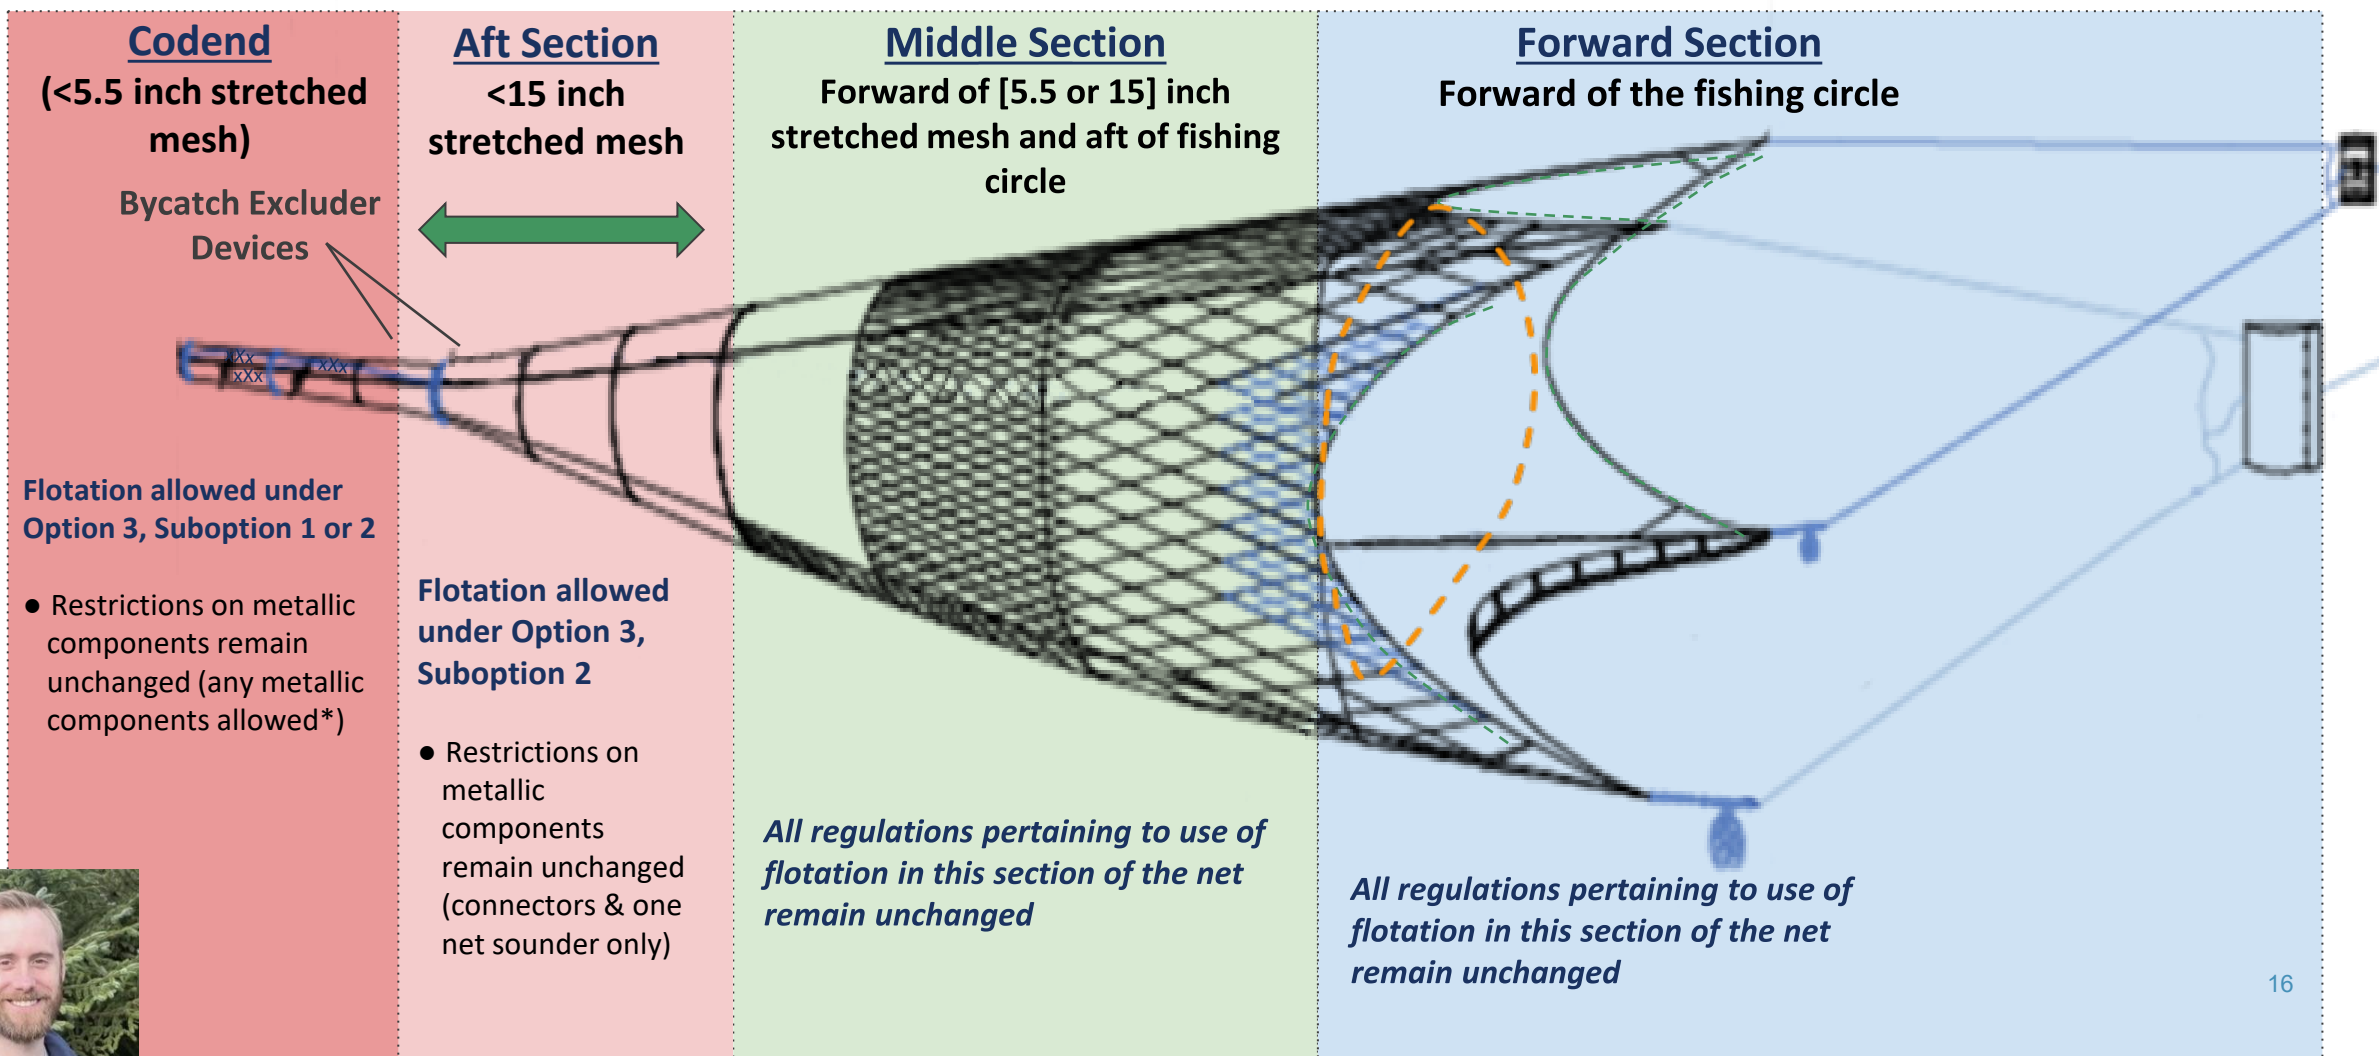 Codend
(<5.5 inch stretched
mesh)
Bycatch Excluder
Devices
xXx
xXx
xXx
Flotation allowed under
Option 3, Suboption 1 or 2
● Restrictions on metallic
components remain
unchanged (any metallic
components allowed*)
Aft Section
<15 inch
stretched mesh
Flotation allowed
under Option 3,
Suboption 2
● Restrictions on
metallic
components
remain unchanged
(connectors & one
net sounder only)
Middle Section
Forward of [5.5 or 15] inch
stretched mesh and aft of fishing
circle
All regulations pertaining to use of
flotation in this section of the net
remain unchanged
Forward Section
Forward of the fishing circle
All regulations pertaining to use of
flotation in this section of the net
remain unchanged
16